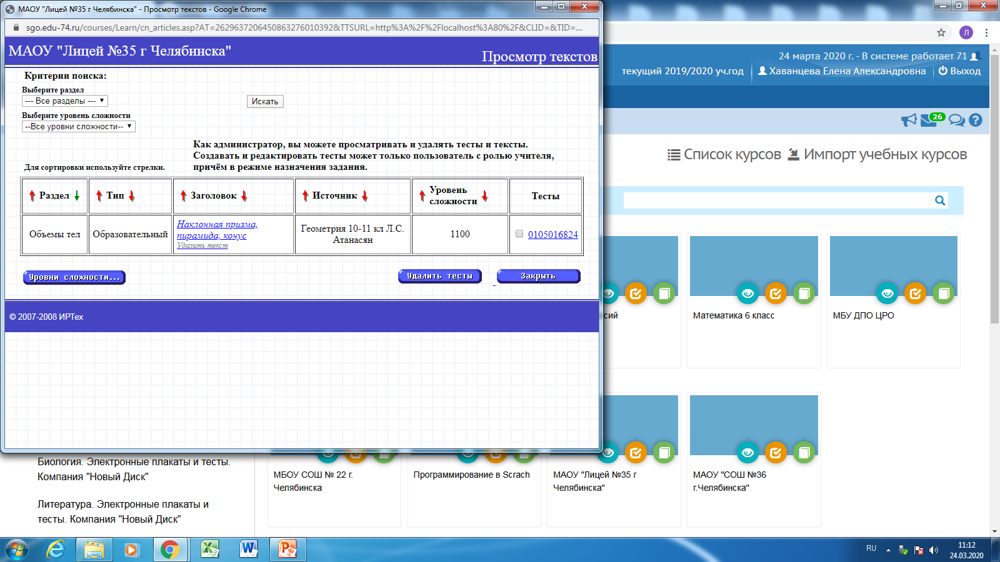 МАОУ "Лицей №35 г Челябинска" - Просмотр текстов - Google Chrome
sgo.edu-74.ru/courses/Learn/cn_articles.asp?AT=2629637206450863276010392&TTSURL=http%3A%2F%2Flocalhost%3A80%2F&CLID=&TID=...
МАОУ "Лицей №35 г Челябинска"
Просмотр текстов
Критерии поиска:
Выберите раздел
--- Все разделы ---
Искать
Выберите уровень сложности
--Все уровни сложности--
Как администратор, вы можете просматривать и удалять тесты и тексты.
Создавать и редактировать тесты может только пользователь с ролью учителя,
причём в режиме назначения задания.
Для сортировки используйте стрелки.
Раздел Тип Заголовок Источник Уровень сложности Тесты
Объемы тел Образовательный Наклонная призма, Геометрия 10-11 кл Л.С. 1100 0105016824
пирамида, конус Атанасян
Удалить текст
Уровни сложности... Удалить тесты Закрыть
© 2007-2008 ИРТех
Л
24 марта 2020 г. - В системе работает 71
текущий 2019/2020 уч.год Хаванцева Елена Александровна Выход
26
Список курсов Импорт учебных курсов
сий Математика 6 класс МБУ ДПО ЦРО
Биология. Электронные плакаты и тесты.
Компания "Новый Диск"
Литература. Электронные плакаты и
тесты. Компания "Новый Диск"
МБОУ СОШ № 22 г.
Челябинска
Программирование в Scrach
МАОУ "Лицей №35 г
Челябинска"
МАОУ "СОШ №36
г.Челябинска"
RU
11:12
24.03.2020